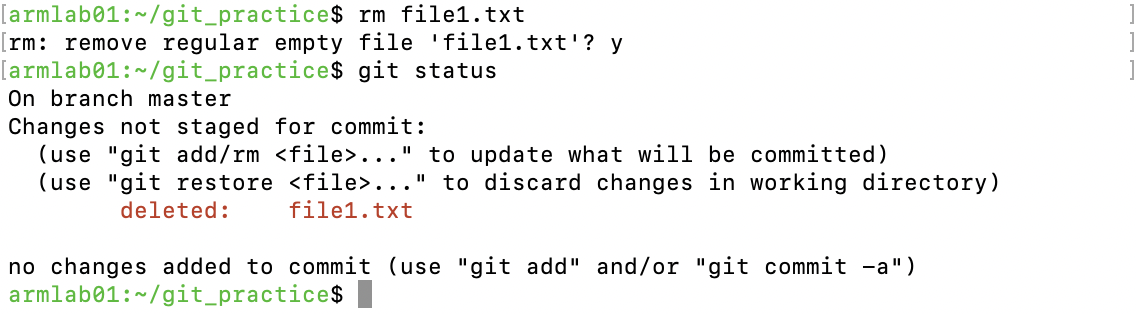 [armlab01:~/git_practice$ rm file1.txt ]
[rm: remove regular empty file 'file1.txt'? y ]
[armlab01:~/git_practice$ git status ]
On branch master
Changes not staged for commit:
  (use "git add/rm <file>..." to update what will be committed)
  (use "git restore <file>..." to discard changes in working directory)
        deleted:    file1.txt

no changes added to commit (use "git add" and/or "git commit -a")
armlab01:~/git_practice$